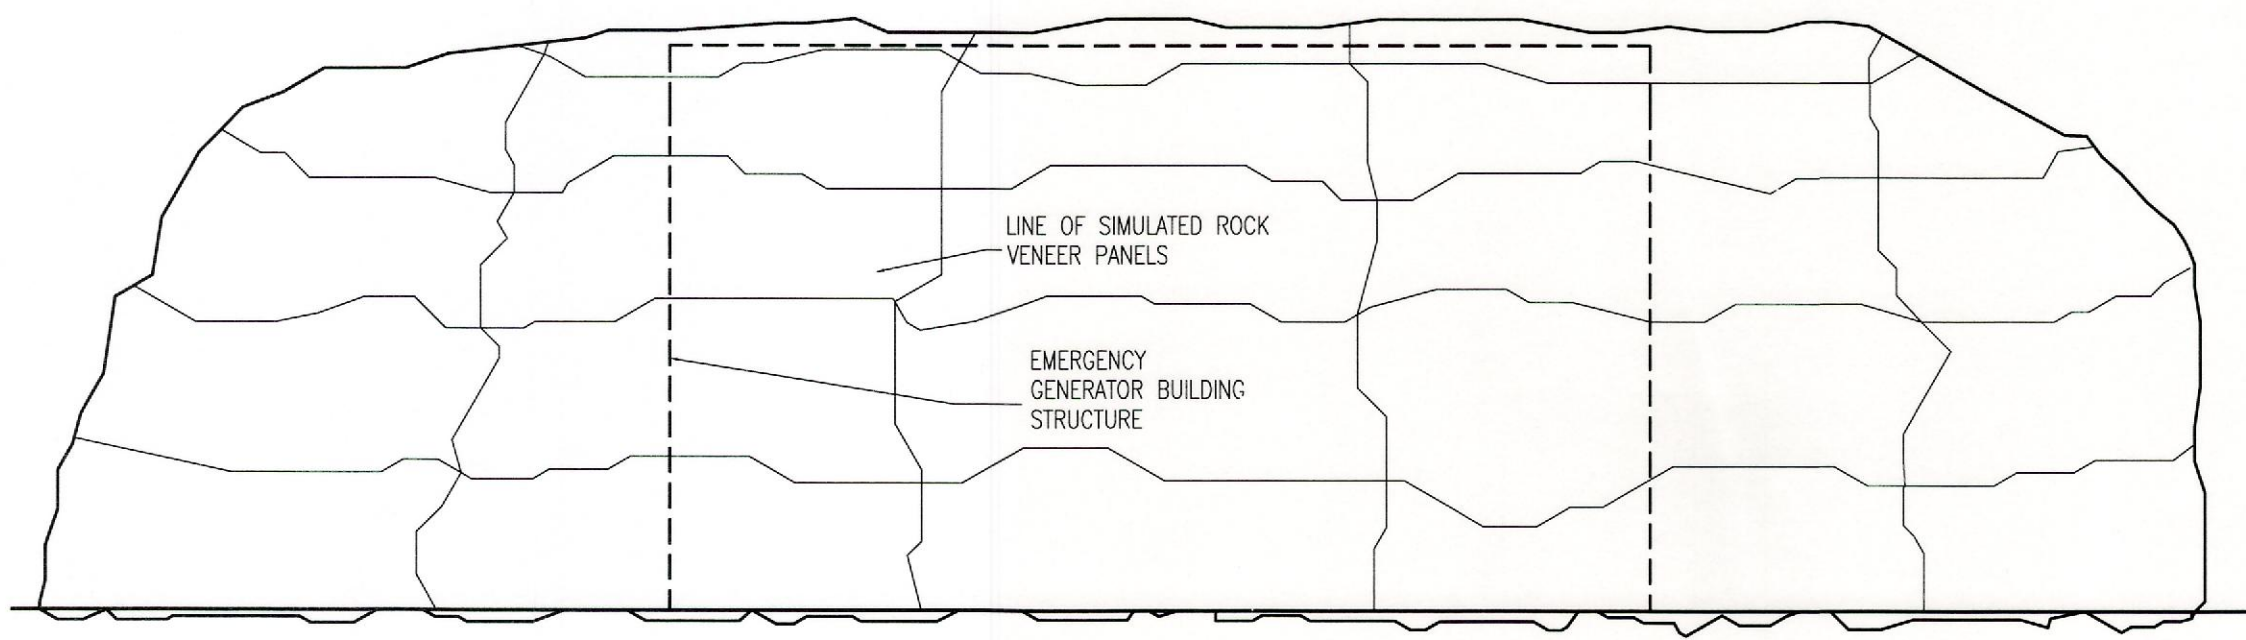 LINE OF SIMULATED ROCK
VENEER PANELS
EMERGENCY
GENERATOR BUILDING
STRUCTURE